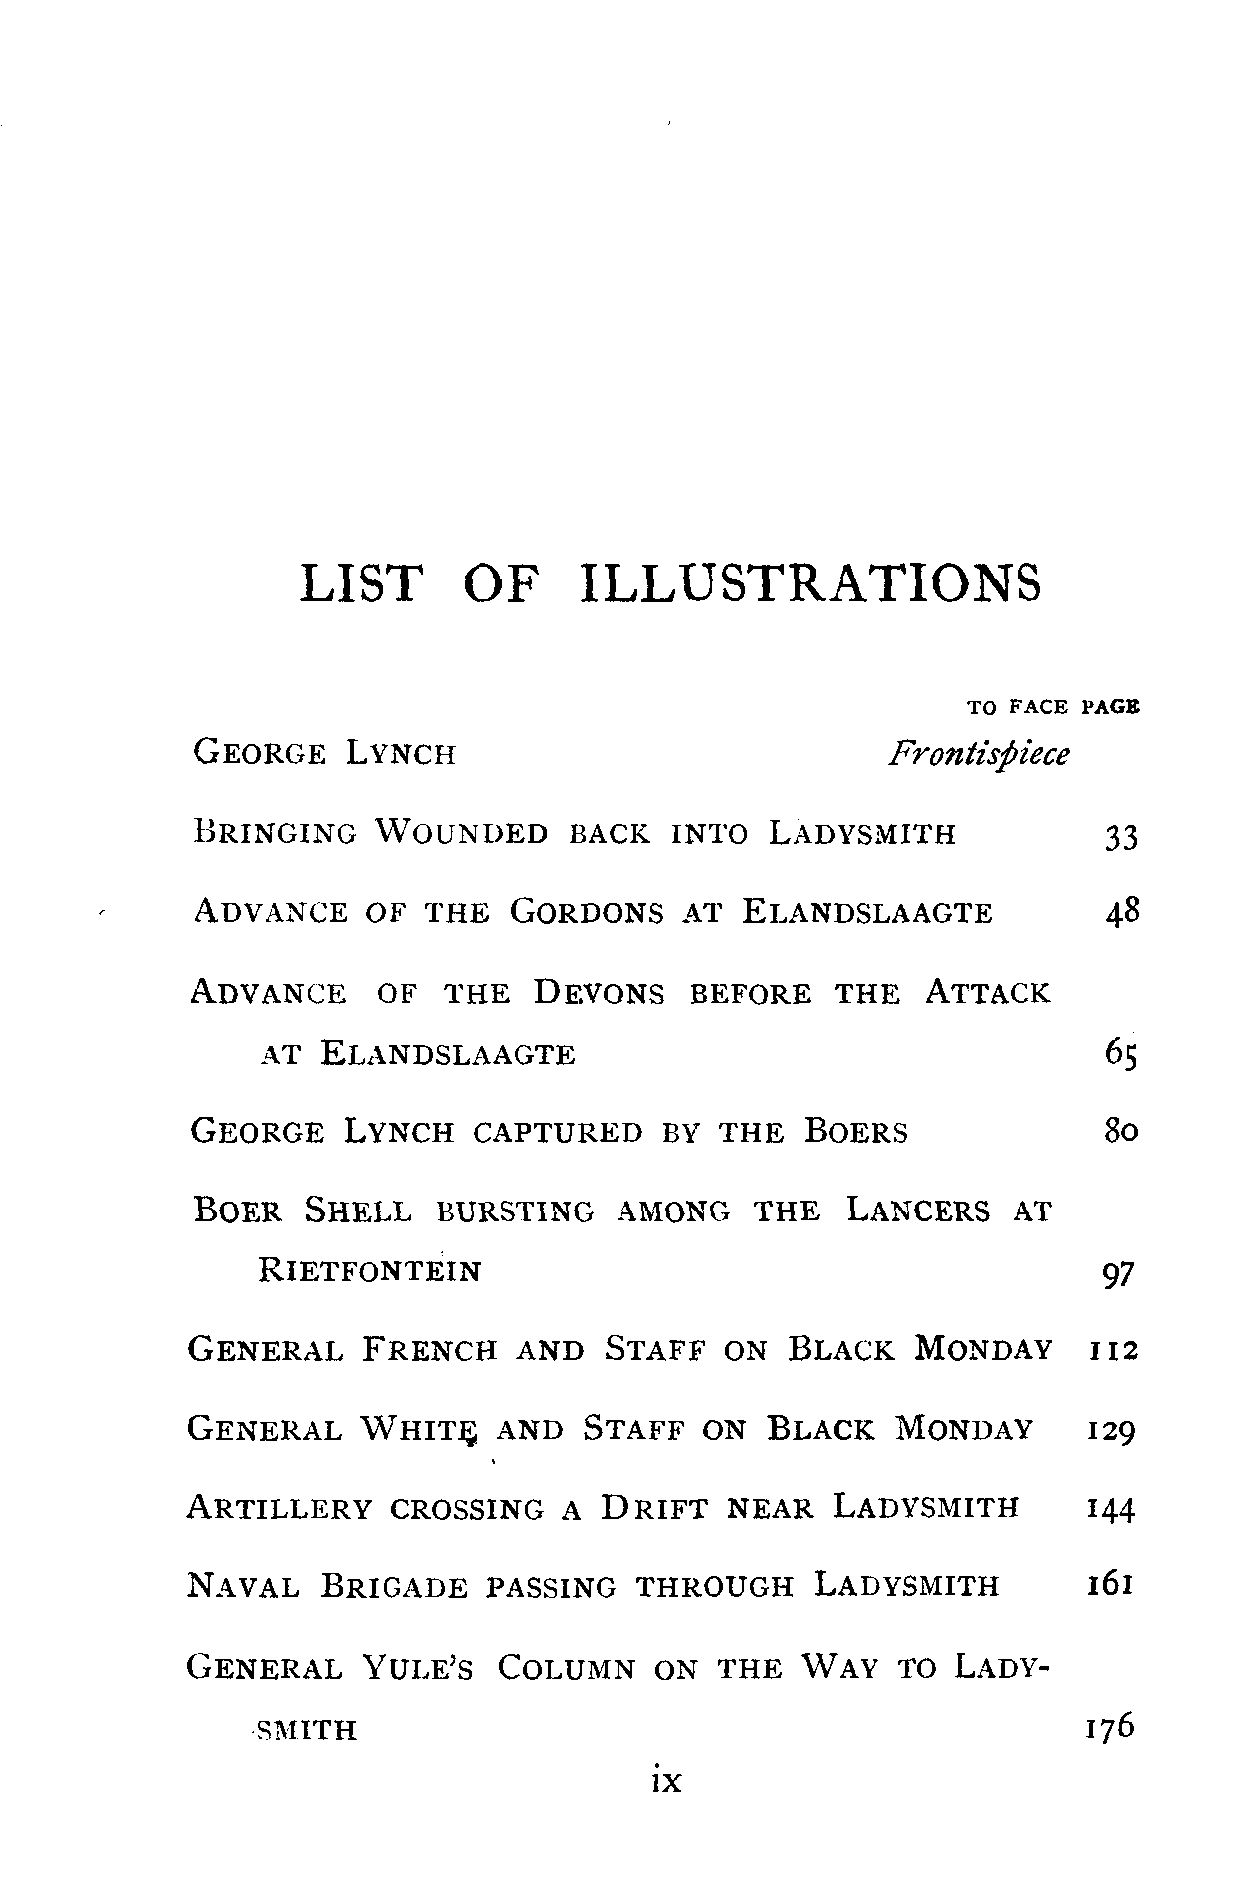 LIST OF ILLUSTRATIONS
TO FACE PAGE
GEORGE LYNCH Frontispiece
BRINGING WOUNDED BACK INTO LADYSMITH 33
ADVANCE OF THE GORDONS AT ELANDSLAAGTE 48
ADVANCE OF THE DEVONS BEFORE THE ATTACK
AT ELANDSLAAGTE 65
GEORGE LYNCH CAPTURED BY THE BOERS 80
BOER SHELL BURSTING AMONG THE LANCERS AT
RIETFONTEIN 97
GENERAL FRENCH AND STAFF ON BLACK MONDAY 112
GENERAL WHITE AND STAFF ON BLACK MONDAY 129
ARTILLERY CROSSING A DRIFT NEAR LADYSMITH 144
NAVAL BRIGADE PASSING THROUGH LADYSMITH 161
GENERAL YULE'S COLUMN ON THE WAY TO LADY-
SMITH 176
ix